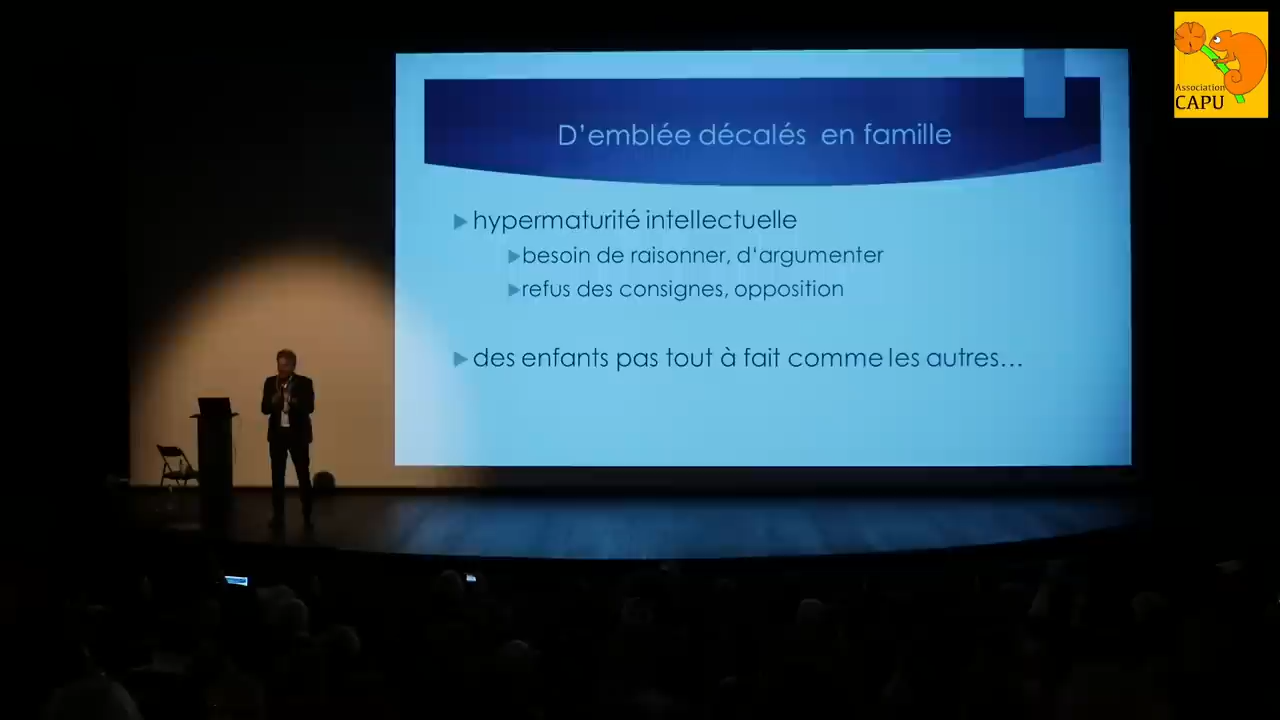 D’emblée décalés en famille
hypermaturité intellectuelle
besoin de raisonner, d‘argumenter
refus des consignes, opposition
des enfants pas tout à fait comme les autres…
Association
CAPU